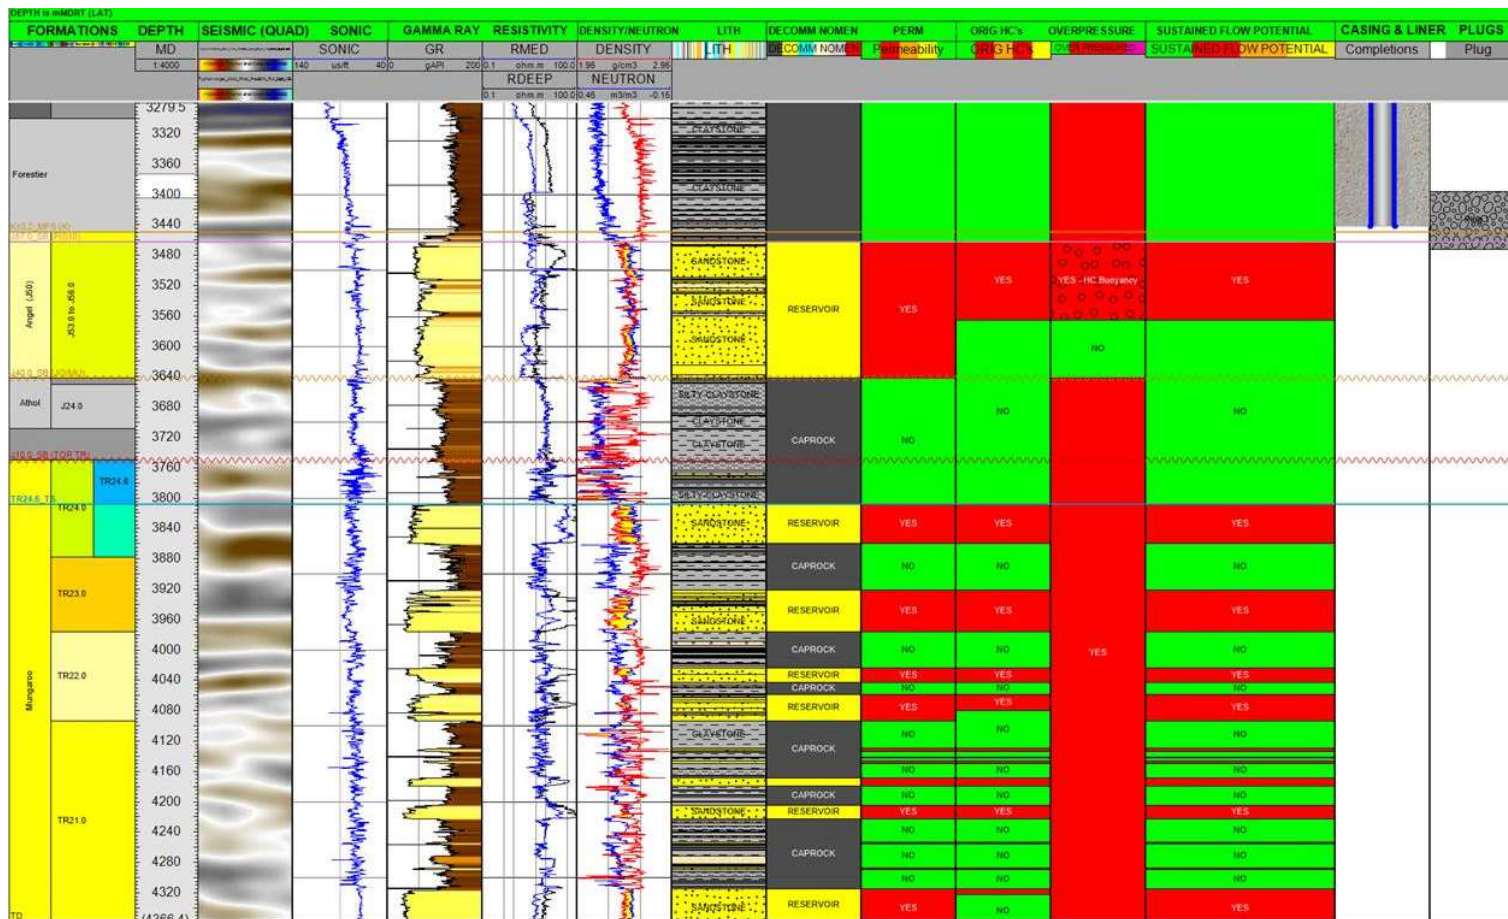 DEPTH is mMDRT (LAT)
FORMATIONS DEPTH SEISMIC (QUAD) SONIC GAMMA RAY RESISTIVITY DENSITY/NEUTRON LITH DECOMM NOMEN PERM ORIG HC's OVERPRESSURE SUSTAINED FLOW POTENTIAL CASING & LINER PLUGS
MD SONIC GR RMED DENSITY LITH DECOMM NOMEN Permeability ORIG HC's SUSTAINED FLOW POTENTIAL Completions Plug
1:4000 140 us/ft 40 0 gAPI 200 0.1 ohm.m 100.0 1.95 g/cm3 2.95
RDEEP NEUTRON
0.1 ohm.m 100.0 0.45 m3/m3 -0.15
3279.5
3320 CLAYSTONE
3360
Forestier
3400 CLAYSTONE
3440
3480 SANDSTONE
Angel (J50) J53.0 to J56.0
3520 YES YES - HC Buoyancy YES
SANDSTONE
RESERVOIR YES
3560
3600 SANDSTONE NO
3640
Athol J24.0
3680 SILTY CLAYSTONE NO NO
CLAYSTONE
3720 CLAYSTONE CAPROCK NO
J10.0_SB (TOP TR)
3760
TR24.6
TR24.6_TS 3800 SILTY CLAYSTONE
TR24.0
3840 SANDSTONE RESERVOIR YES YES YES
3880 CAPROCK NO NO NO
3920
TR23.0
3960 SANDSTONE RESERVOIR YES YES YES
4000 CAPROCK NO NO YES NO
Mungaroo
TR22.0
4040 RESERVOIR YES YES YES
CAPROCK NO NO NO
4080 RESERVOIR YES YES YES
4120 CLAYSTONE NO NO
CAPROCK
4160 NO NO NO
4200 CAPROCK NO NO NO
SANDSTONE RESERVOIR YES YES YES
TR21.0
4240 NO NO NO
4280 CAPROCK NO NO NO
NO NO NO
4320
SANDSTONE RESERVOIR YES NO YES
TD (4366.4)